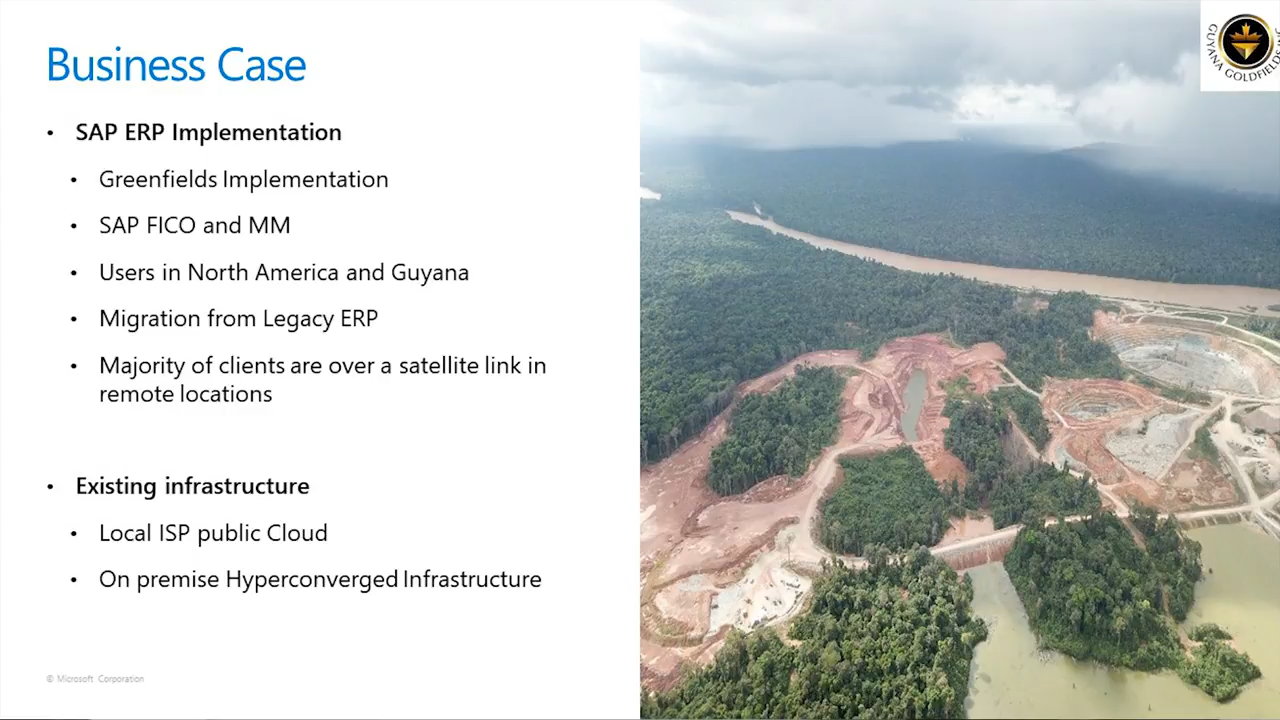 Business Case
• SAP ERP Implementation
• Greenfields Implementation
• SAP FICO and MM
• Users in North America and Guyana
• Migration from Legacy ERP
• Majority of clients are over a satellite link in
remote locations
• Existing infrastructure
• Local ISP public Cloud
• On premise Hyperconverged Infrastructure
© Microsoft Corporation
GUYANA GOLDFIELDS INC